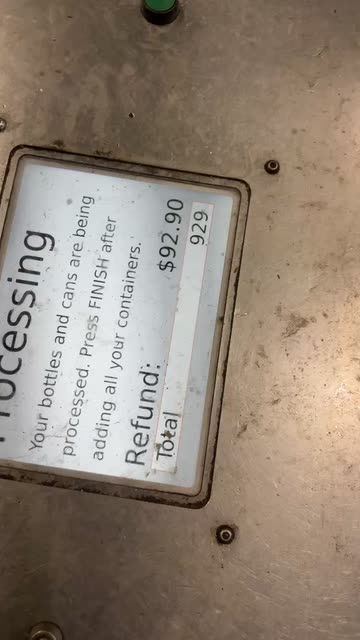 Processing
Your bottles and cans are being
processed. Press FINISH after
adding all your containers.
Refund: $92.90
Total 929